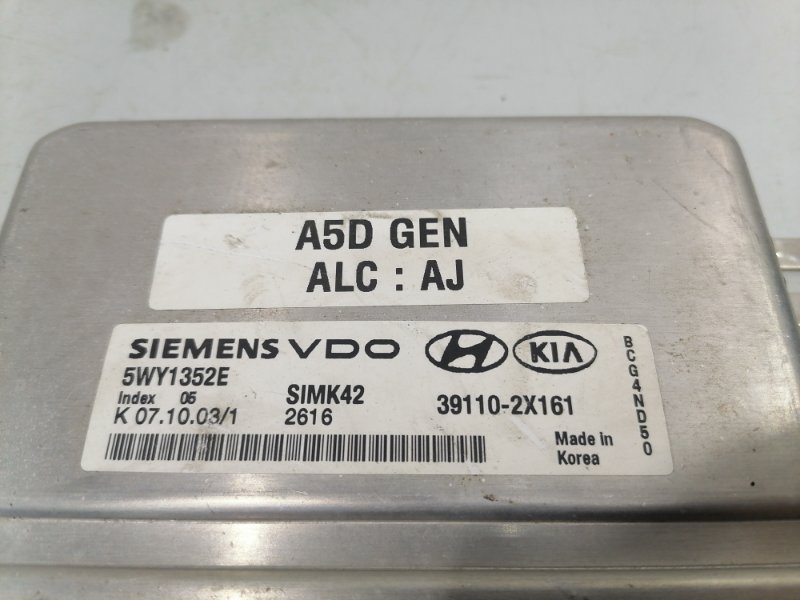 A5D GEN
ALC : AJ
SIEMENS VDO KIA
5WY1352E
Index 05 SIMK42 39110-2X161
K 07.10.03/1 2616
Made in
Korea
BCG4ND50